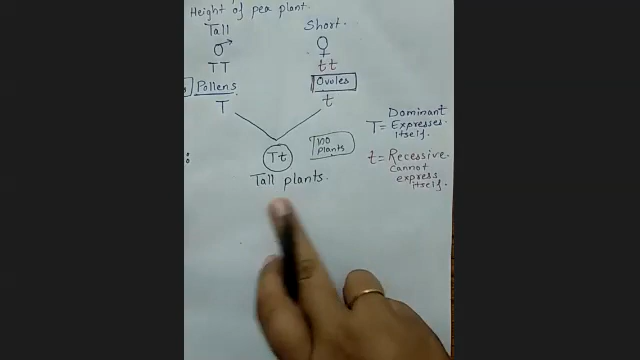 Height of pea plant.
Tall
Short
♂
♀
TT
tt
Pollens
Ovules
T
t
Tt
100
plants
Tall plants.
T = Dominant
Expresses
itself.
t = Recessive.
Cannot
express
itself.